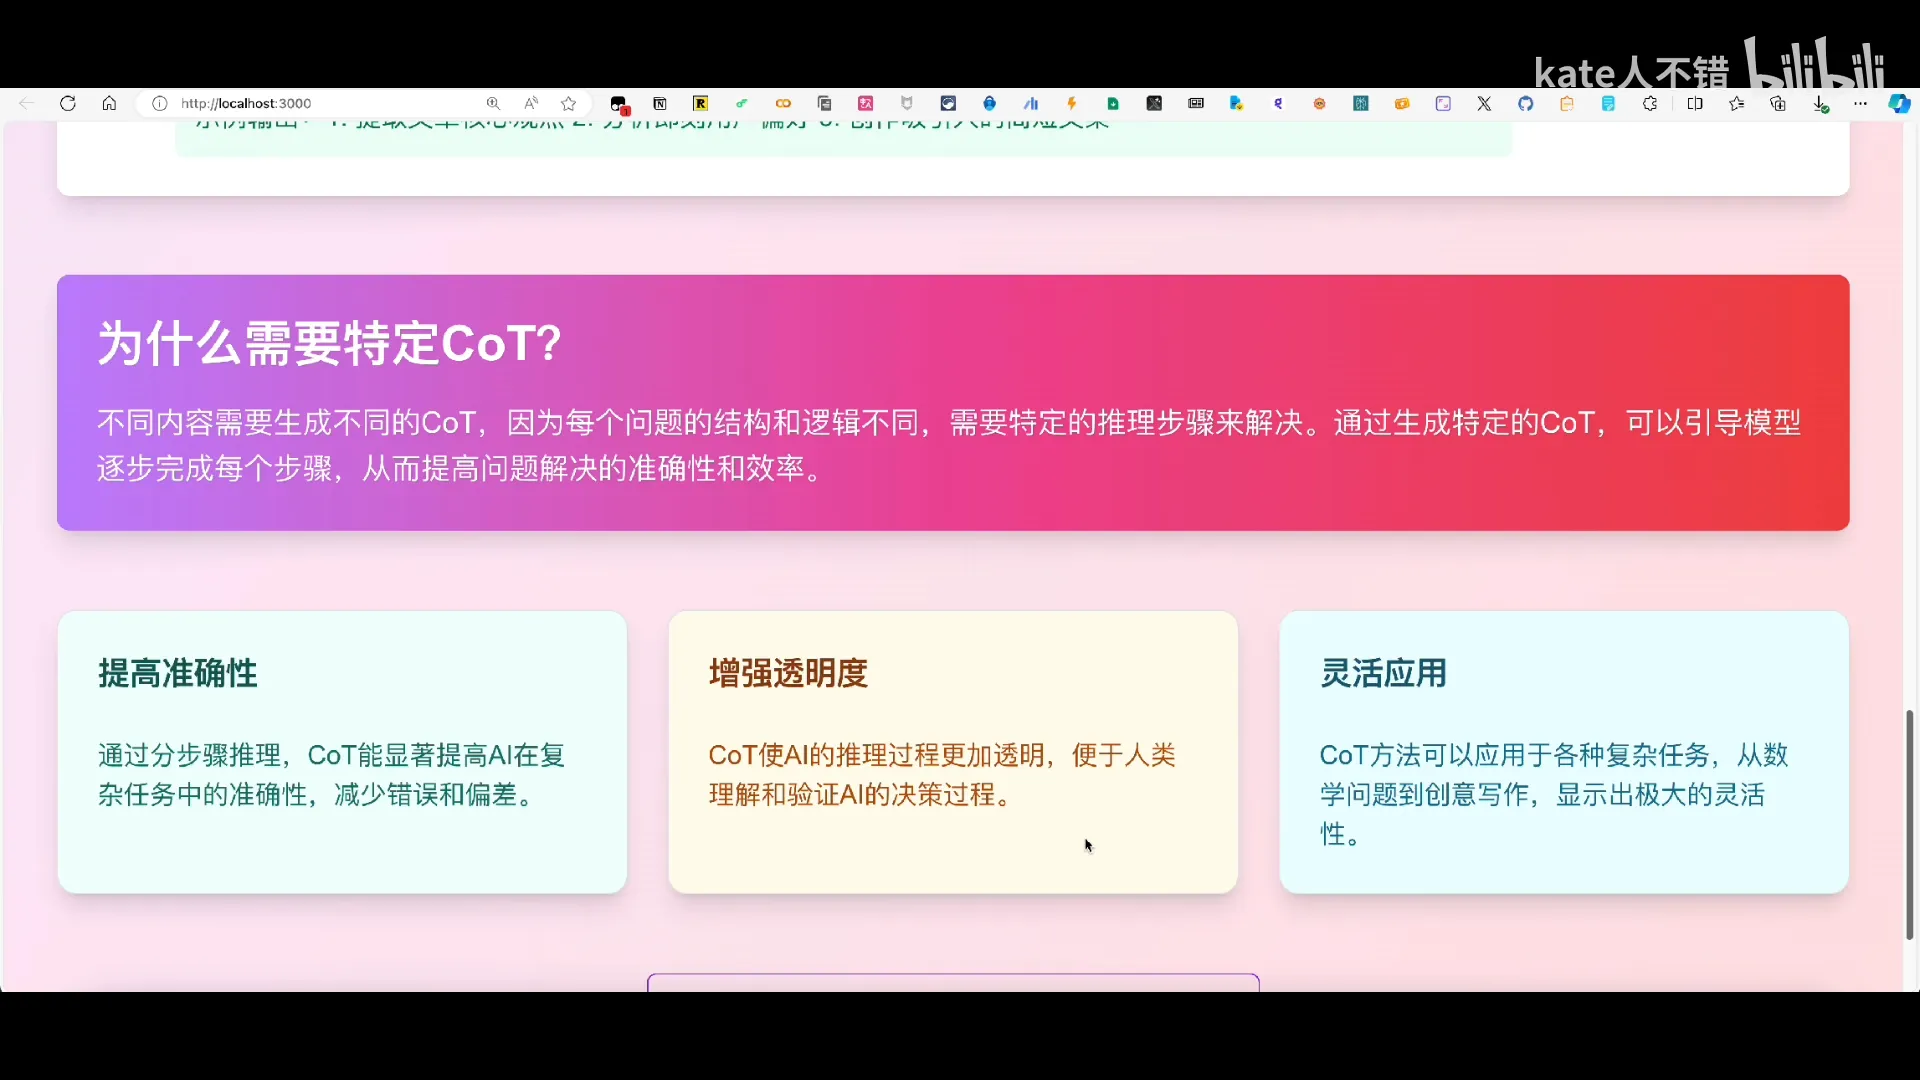 kate人不错 bilibili
http://localhost:3000
为什么需要特定CoT?
不同内容需要生成不同的CoT，因为每个问题的结构和逻辑不同，需要特定的推理步骤来解决。通过生成特定的CoT，可以引导模型
逐步完成每个步骤，从而提高问题解决的准确性和效率。
提高准确性
通过分步骤推理，CoT能显著提高AI在复
杂任务中的准确性，减少错误和偏差。
增强透明度
CoT使AI的推理过程更加透明，便于人类
理解和验证AI的决策过程。
灵活应用
CoT方法可以应用于各种复杂任务，从数
学问题到创意写作，显示出极大的灵活
性。